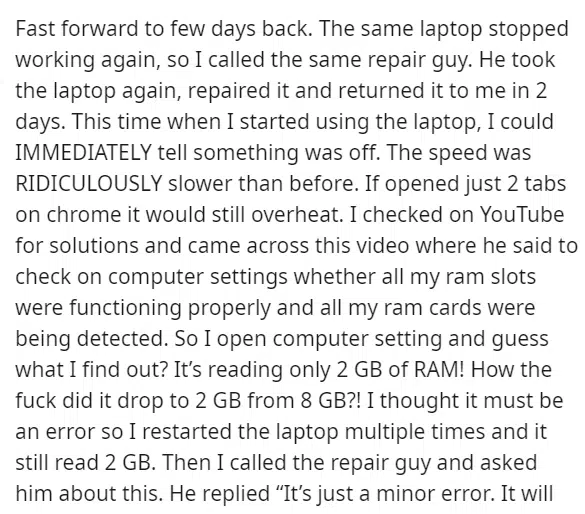 Fast forward to few days back. The same laptop stopped
working again, so I called the same repair guy. He took
the laptop again, repaired it and returned it to me in 2
days. This time when I started using the laptop, I could
IMMEDIATELY tell something was off. The speed was
RIDICULOUSLY slower than before. If opened just 2 tabs
on chrome it would still overheat. I checked on YouTube
for solutions and came across this video where he said to
check on computer settings whether all my ram slots
were functioning properly and all my ram cards were
being detected. So I open computer setting and guess
what I find out? It’s reading only 2 GB of RAM! How the
fuck did it drop to 2 GB from 8 GB?! I thought it must be
an error so I restarted the laptop multiple times and it
still read 2 GB. Then I called the repair guy and asked
him about this. He replied “It’s just a minor error. It will